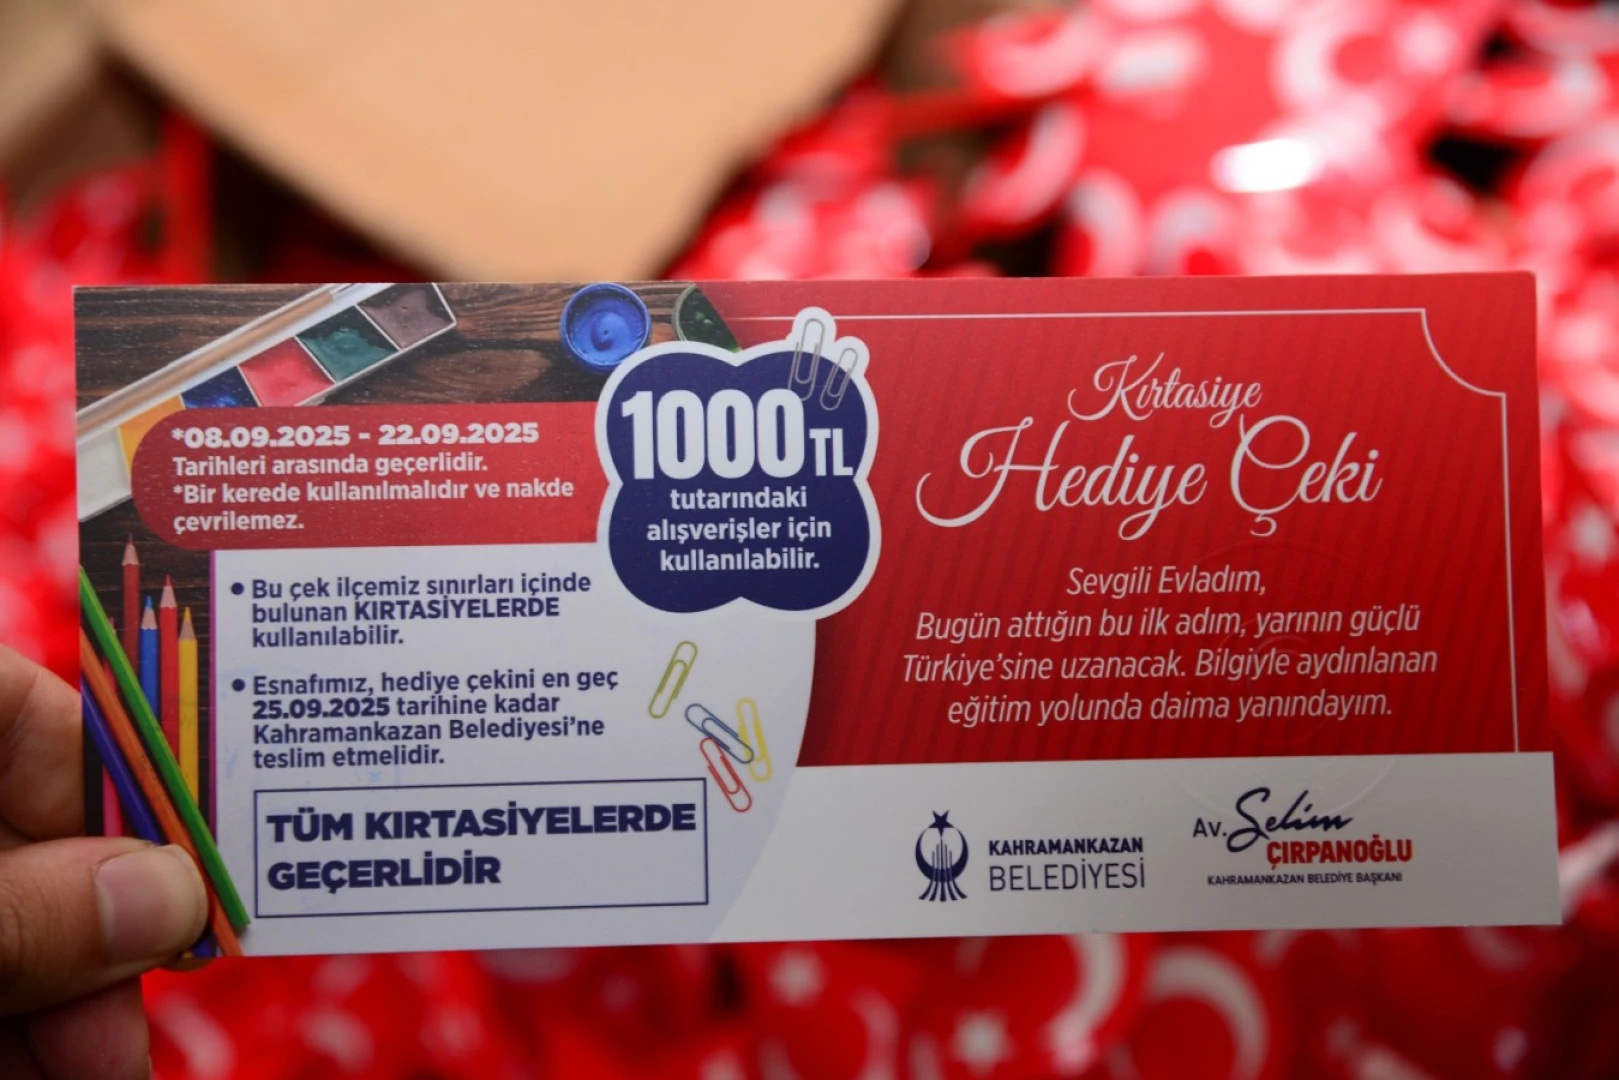 *08.09.2025 - 22.09.2025
Tarihleri arasında geçerlidir.
*Bir kerede kullanılmalıdır ve nakde
çevrilemez.
1000 TL
tutarındaki
alışverişler için
kullanılabilir.
• Bu çek ilçemiz sınırları içinde
bulunan KIRTASİYELERDE
kullanılabilir.
• Esnafımız, hediye çekini en geç
25.09.2025 tarihine kadar
Kahramankazan Belediyesi'ne
teslim etmelidir.
TÜM KIRTASİYELERDE
GEÇERLİDİR
Kırtasiye
Hediye Çeki
Sevgili Evladım,
Bugün attığın bu ilk adım, yarının güçlü
Türkiye'sine uzanacak. Bilgiyle aydınlanan
eğitim yolunda daima yanındayım.
KAHRAMANKAZAN
BELEDİYESİ
Av. Selim
ÇIRPANOĞLU
KAHRAMANKAZAN BELEDİYE BAŞKANI